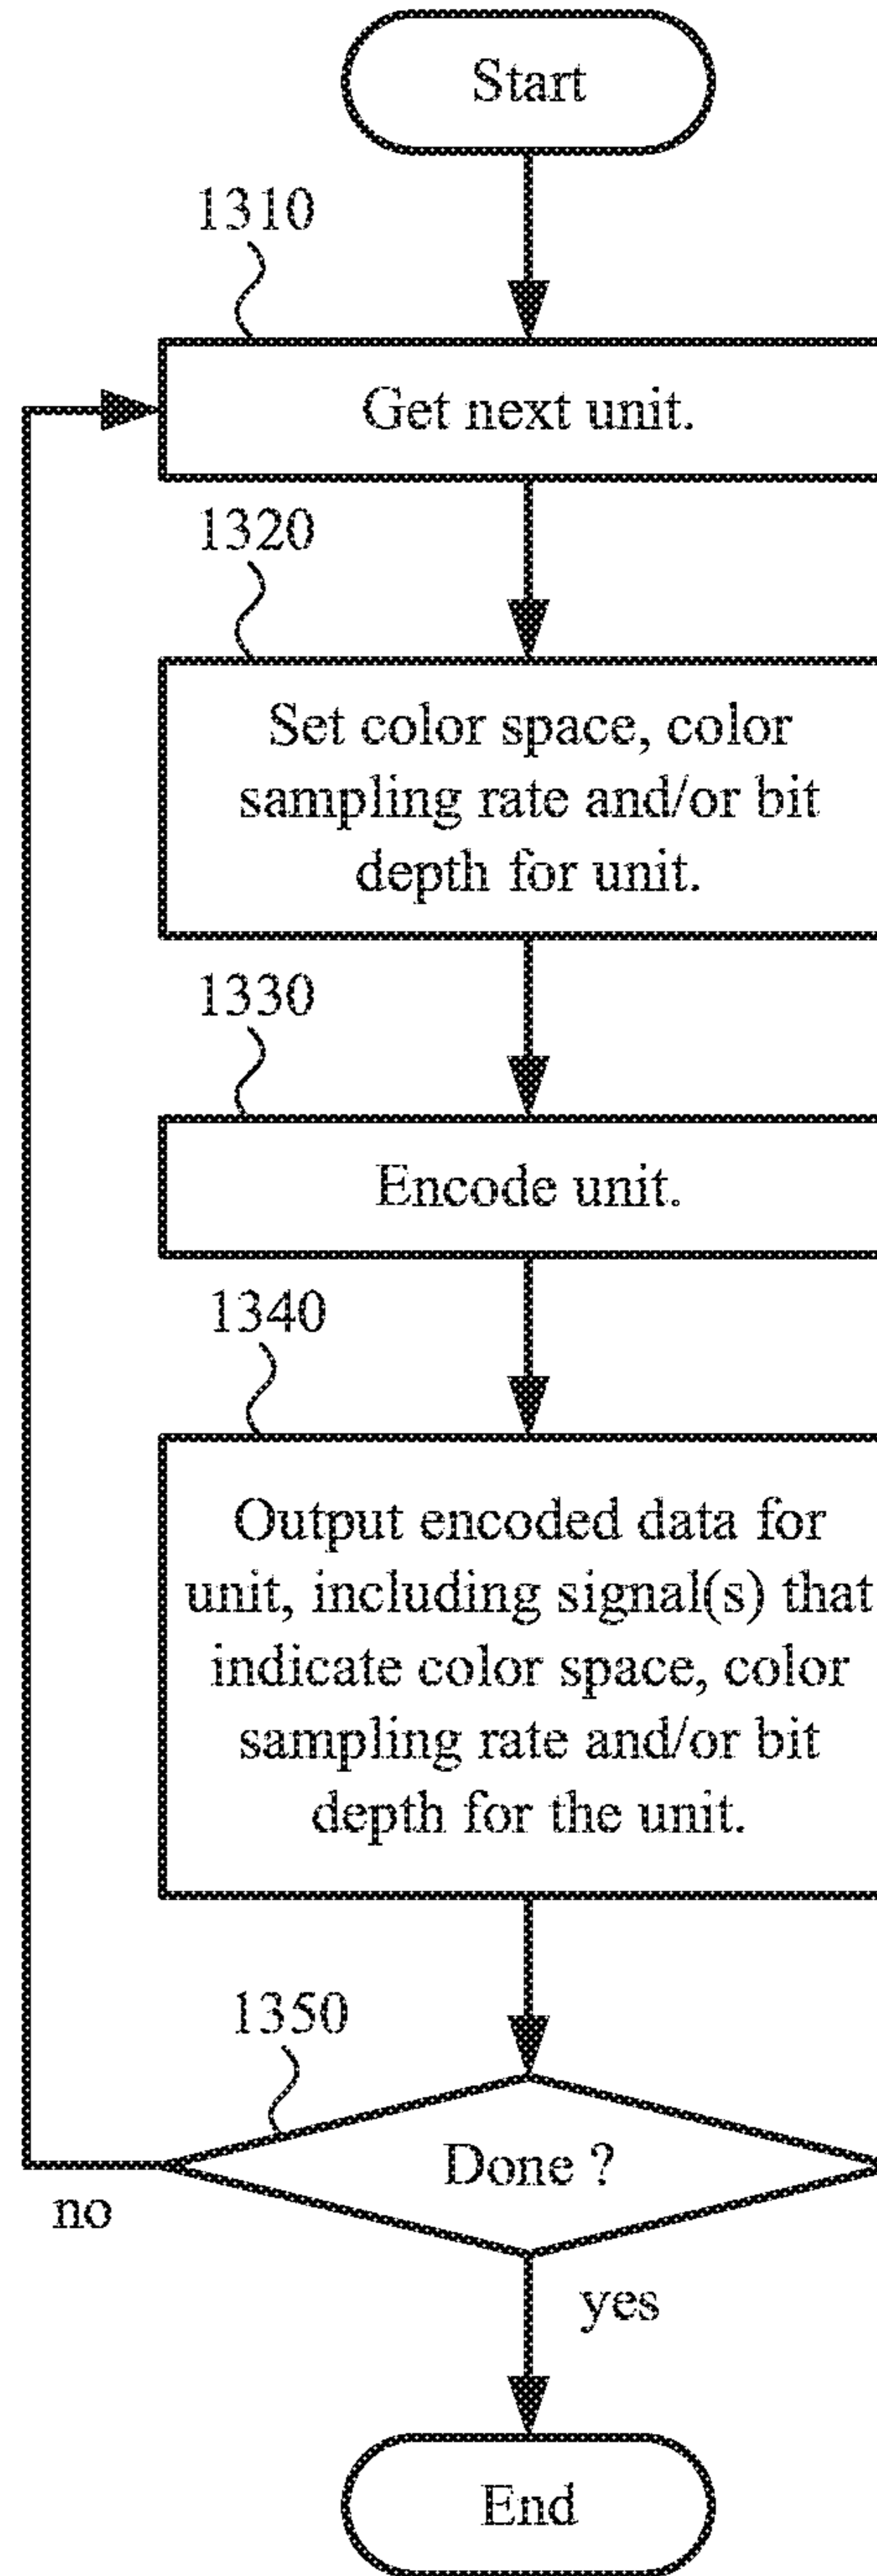 Start
1310
Get next unit.
1320
Set color space, color
sampling rate and/or bit
depth for unit.
1330
Encode unit.
1340
Output encoded data for
unit, including signal(s) that
indicate color space, color
sampling rate and/or bit
depth for the unit.
1350
Done ?
no
yes
End